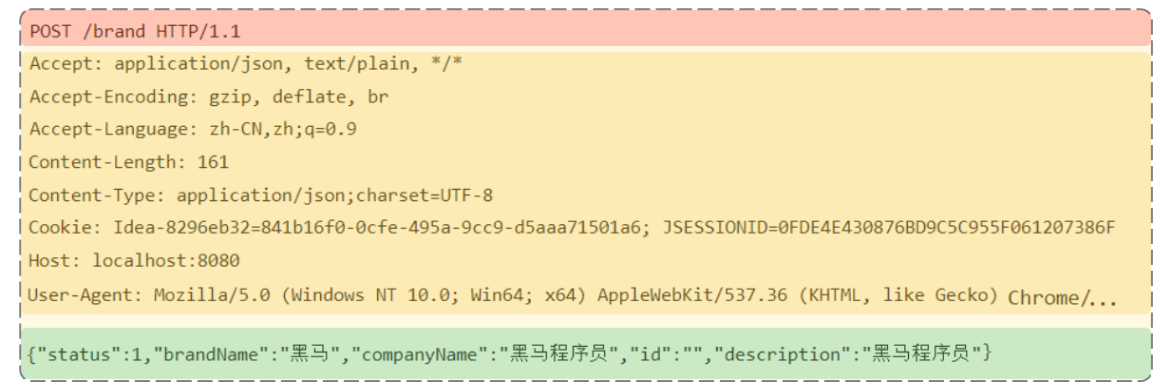 POST /brand HTTP/1.1
Accept: application/json, text/plain, */*
Accept-Encoding: gzip, deflate, br
Accept-Language: zh-CN,zh;q=0.9
Content-Length: 161
Content-Type: application/json;charset=UTF-8
Cookie: Idea-8296eb32=841b16f0-0cfe-495a-9cc9-d5aaa71501a6; JSESSIONID=0FDE4E430876BD9C5C955F061207386F
Host: localhost:8080
User-Agent: Mozilla/5.0 (Windows NT 10.0; Win64; x64) AppleWebKit/537.36 (KHTML, like Gecko) Chrome/...
{"status":1,"brandName":"黑马","companyName":"黑马程序员","id":"","description":"黑马程序员"}